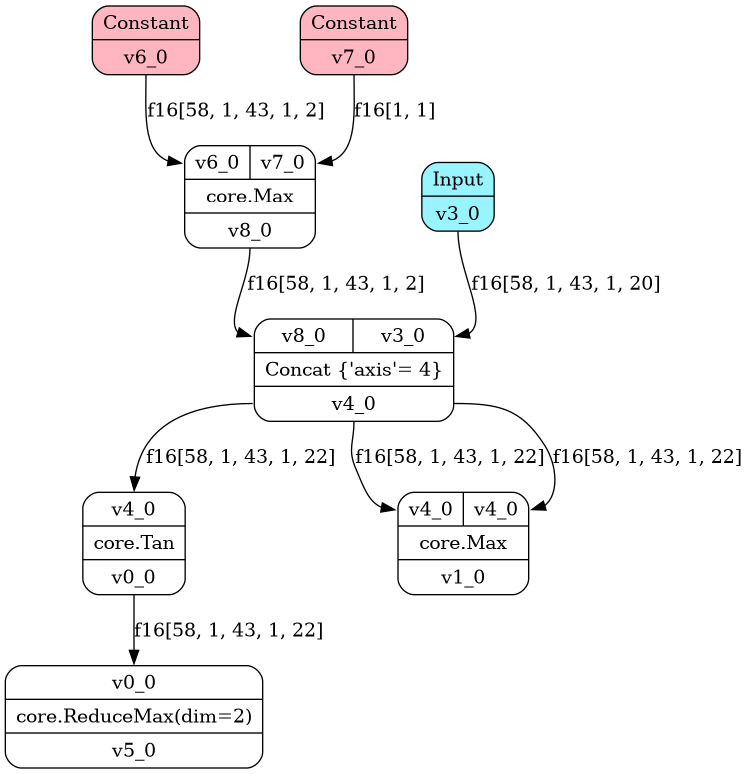 Constant
v6_0
Constant
v7_0
f16[58, 1, 43, 1, 2]
f16[1, 1]
v6_0
v7_0
core.Max
v8_0
Input
v3_0
f16[58, 1, 43, 1, 2]
f16[58, 1, 43, 1, 20]
v8_0
v3_0
Concat {'axis'= 4}
v4_0
f16[58, 1, 43, 1, 22]
f16[58, 1, 43, 1, 22]
f16[58, 1, 43, 1, 22]
v4_0
core.Tan
v0_0
v4_0
v4_0
core.Max
v1_0
f16[58, 1, 43, 1, 22]
v0_0
core.ReduceMax(dim=2)
v5_0